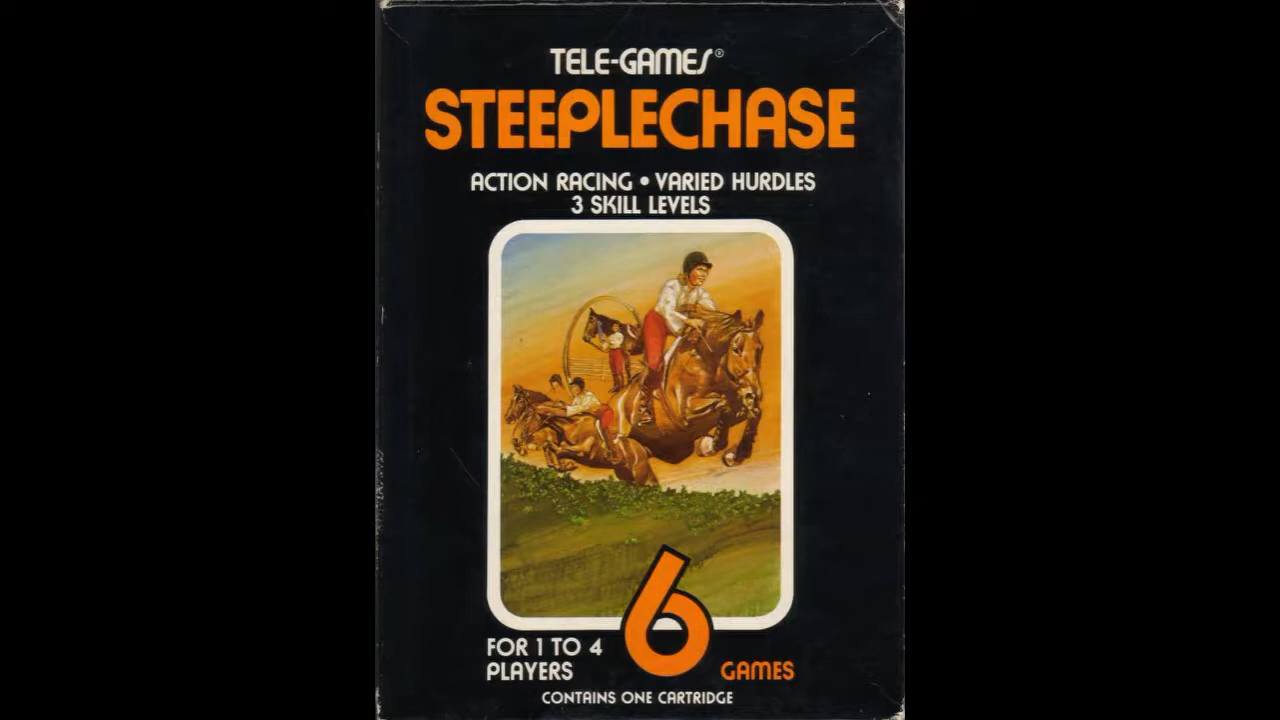 TELE-GAMES®
STEEPLECHASE
ACTION RACING • VARIED HURDLES
3 SKILL LEVELS
FOR 1 TO 4
PLAYERS
6
GAMES
CONTAINS ONE CARTRIDGE